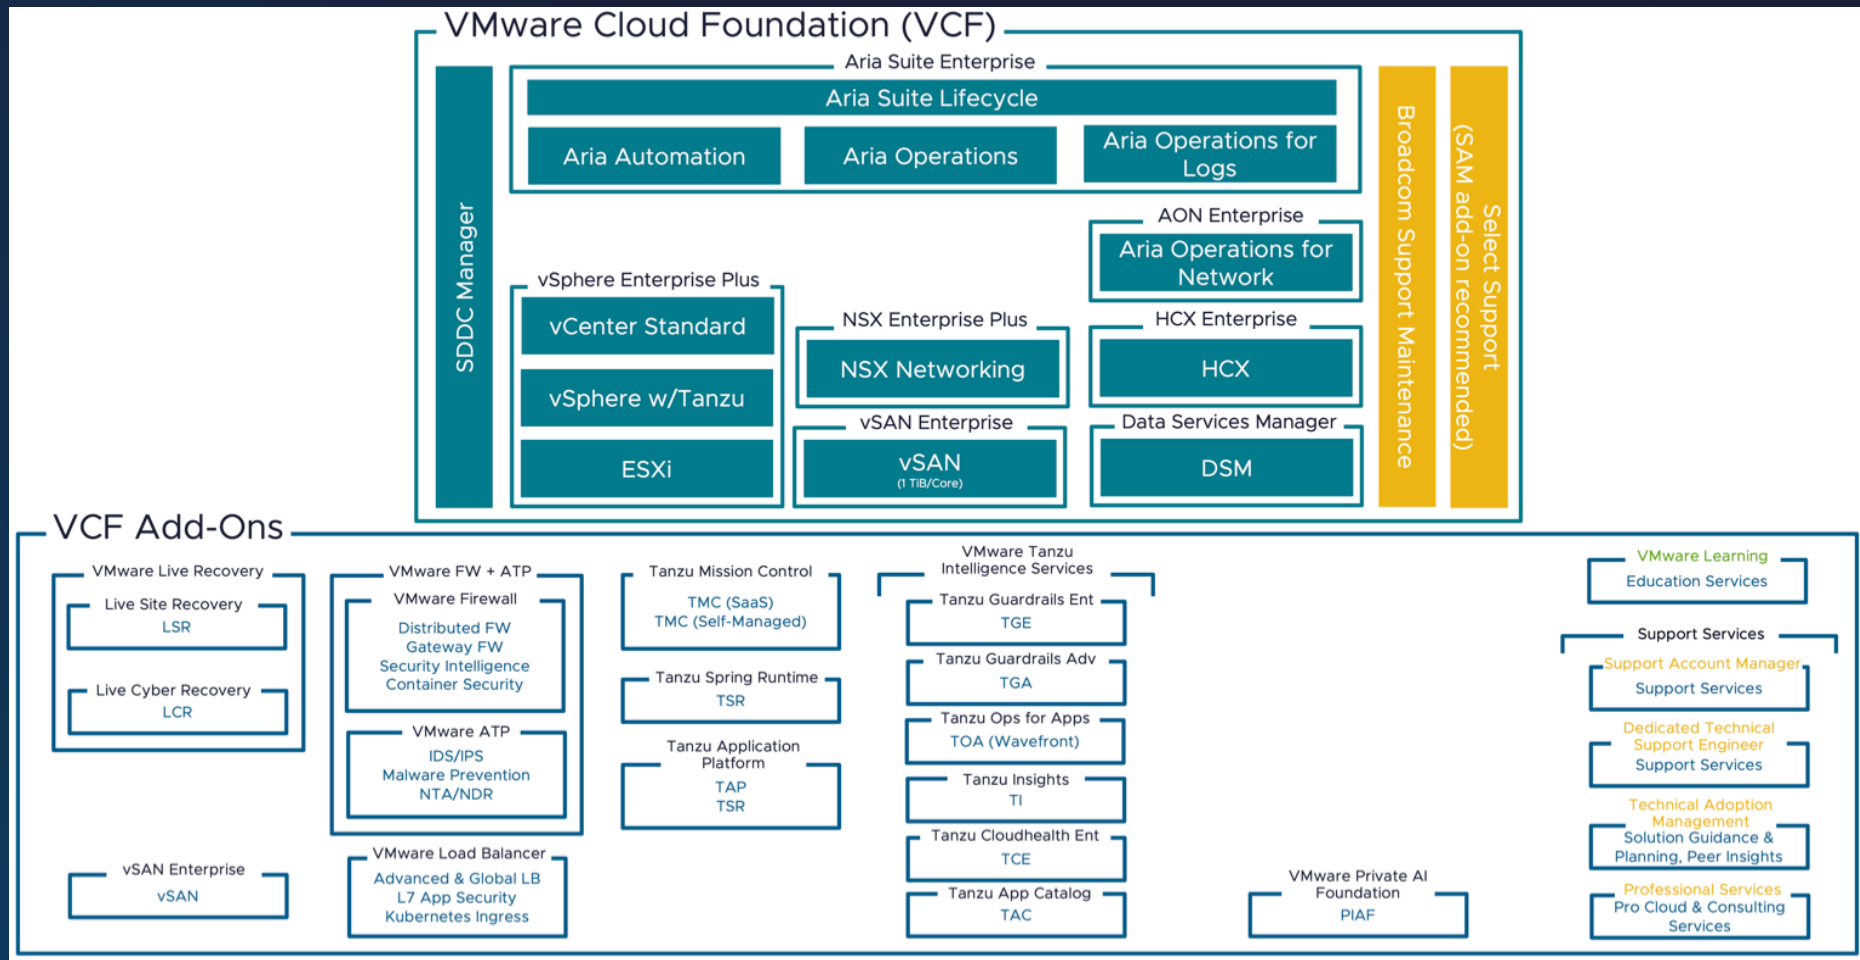 VMware Cloud Foundation (VCF)
SDDC Manager
Aria Suite Enterprise
Aria Suite Lifecycle
Aria Automation
Aria Operations
Aria Operations for
Logs
vSphere Enterprise Plus
vCenter Standard
vSphere w/Tanzu
ESXi
NSX Enterprise Plus
NSX Networking
vSAN Enterprise
vSAN
(1 TiB/Core)
AON Enterprise
Aria Operations for
Network
HCX Enterprise
HCX
Data Services Manager
DSM
Broadcom Support Maintenance
Select Support
(SAM add-on recommended)
VCF Add-Ons
VMware Live Recovery
Live Site Recovery
LSR
Live Cyber Recovery
LCR
vSAN Enterprise
vSAN
VMware FW + ATP
VMware Firewall
Distributed FW
Gateway FW
Security Intelligence
Container Security
VMware ATP
IDS/IPS
Malware Prevention
NTA/NDR
VMware Load Balancer
Advanced & Global LB
L7 App Security
Kubernetes Ingress
Tanzu Mission Control
TMC (SaaS)
TMC (Self-Managed)
Tanzu Spring Runtime
TSR
Tanzu Application
Platform
TAP
TSR
VMware Tanzu
Intelligence Services
Tanzu Guardrails Ent
TGE
Tanzu Guardrails Adv
TGA
Tanzu Ops for Apps
TOA (Wavefront)
Tanzu Insights
TI
Tanzu Cloudhealth Ent
TCE
Tanzu App Catalog
TAC
VMware Private AI
Foundation
PIAF
VMware Learning
Education Services
Support Services
Support Account Manager
Support Services
Dedicated Technical
Support Engineer
Support Services
Technical Adoption
Management
Solution Guidance &
Planning, Peer Insights
Professional Services
Pro Cloud & Consulting
Services